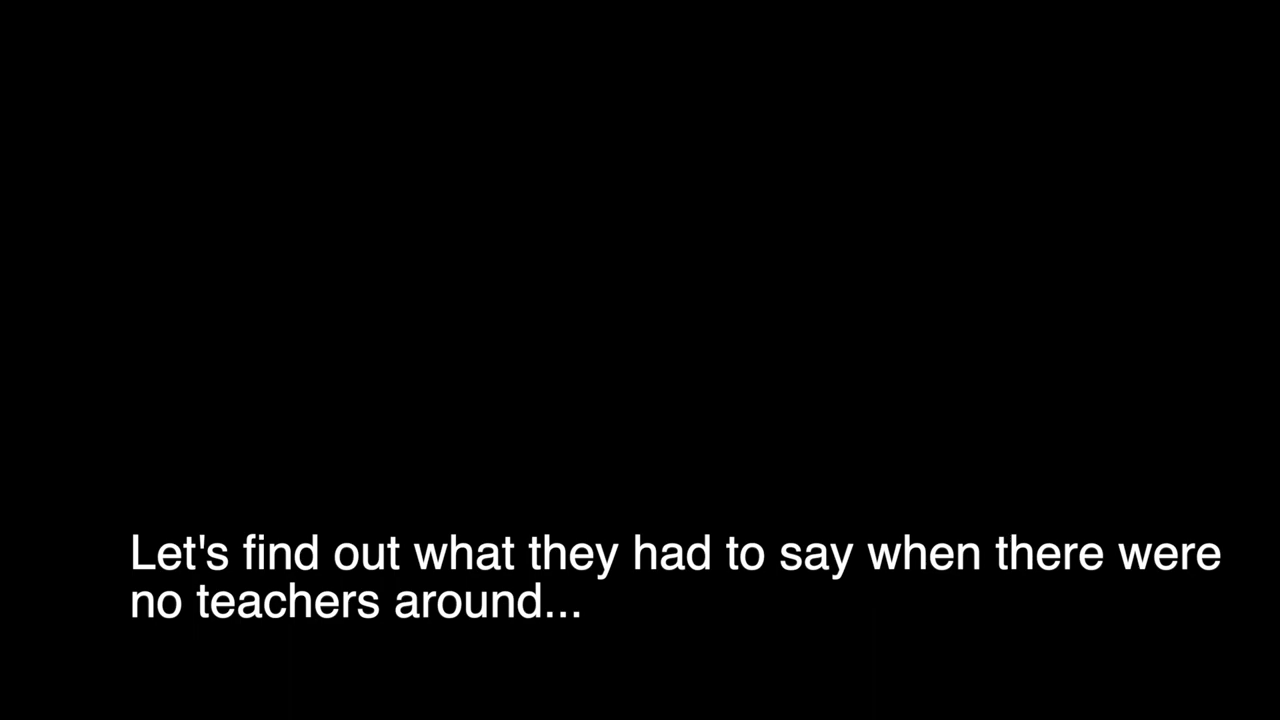 Let's find out what they had to say when there were
no teachers around...